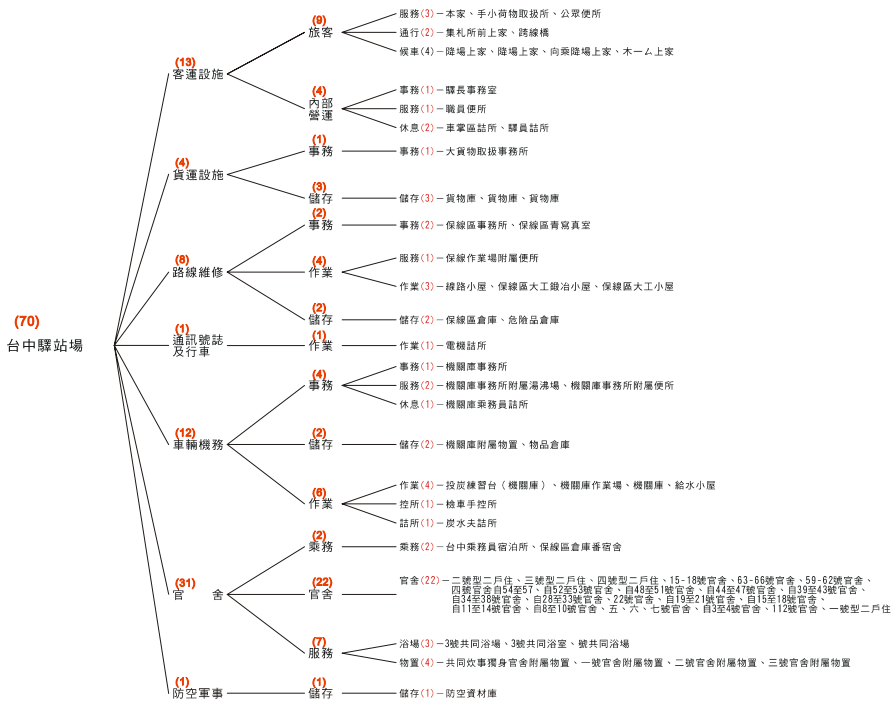 (70)
台中驛站場
(13)
客運設施
(9)
旅客
服務(3)－本家、手小荷物取扱所、公眾便所
通行(2)－集札所前上家、跨線橋
候車(4)－降場上家、降場上家、向乘降場上家、木ーム上家
(4)
內部
營運
事務(1)－驛長事務室
服務(1)－職員便所
休息(2)－車掌區詰所、驛員詰所
(4)
貨運設施
(1)
事務
事務(1)－大貨物取扱事務所
(3)
儲存
儲存(3)－貨物庫、貨物庫、貨物庫
(8)
路線維修
(2)
事務
事務(2)－保線區事務所、保線區青寫真室
(4)
作業
服務(1)－保線作業場附屬便所
作業(3)－線路小屋、保線區大工鍛冶小屋、保線區大工小屋
(2)
儲存
儲存(2)－保線區倉庫、危險品倉庫
(1)
通訊號誌
及行車
(1)
作業
作業(1)－電機詰所
(12)
車輛機務
(4)
事務
事務(1)－機關庫事務所
服務(2)－機關庫事務所附屬湯沸場、機關庫事務所附屬便所
休息(1)－機關庫乘務員詰所
(2)
儲存
儲存(2)－機關庫附屬物置、物品倉庫
(6)
作業
作業(4)－投炭練習台（機關庫）、機關庫作業場、機關庫、給水小屋
控所(1)－檢車手控所
詰所(1)－炭水夫詰所
(31)
官 舍
(2)
乘務
乘務(2)－台中乘務員宿泊所、保線區倉庫番宿舍
(22)
官舍
官舍(22)－二號型二戶住、三號型二戶住、四號型二戶住、15-18號官舍、63-66號官舍、59-62號官舍、
四號官舍自54至57、自52至53號官舍、自48至51號官舍、自44至47號官舍、自39至43號官舍、
自34至38號官舍、自28至33號官舍、22號官舍、自19至21號官舍、自15至18號官舍、
自11至14號官舍、自8至10號官舍、五、六、七號官舍、自3至4號官舍、112號官舍、一號型二戶住
(7)
服務
浴場(3)－3號共同浴場、3號共同浴室、號共同浴場
物置(4)－共同炊事獨身官舍附屬物置、一號官舍附屬物置、二號官舍附屬物置、三號官舍附屬物置
(1)
防空軍事
(1)
儲存
儲存(1)－防空資材庫